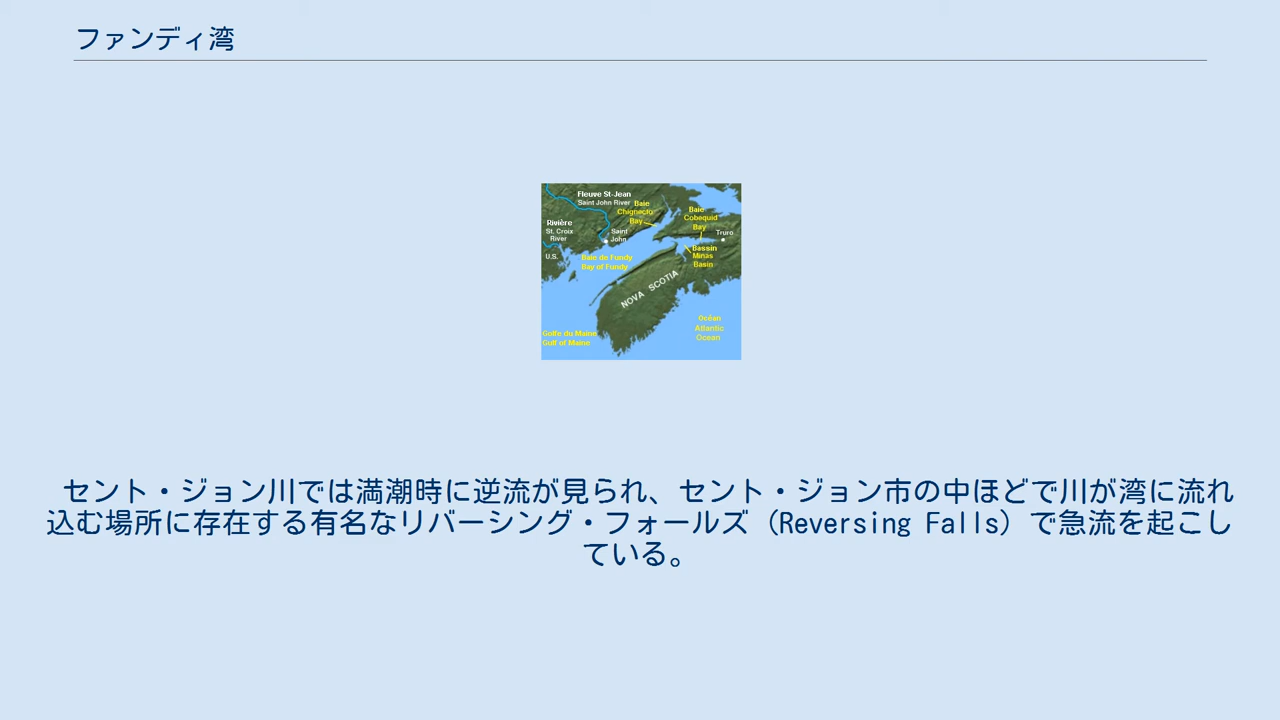 ファンディ湾
Fleuve St-Jean
Saint John River
Baie
Chignecto
Bay
Baie
Cobequid
Bay
Rivière
St. Croix
River
Saint
John
Truro
U.S.
Baie de Fundy
Bay of Fundy
Bassin
Minas
Basin
NOVA SCOTIA
Océan
Atlantic
Ocean
Golfe du Maine
Gulf of Maine
セント・ジョン川では満潮時に逆流が見られ、セント・ジョン市の中ほどで川が湾に流れ
込む場所に存在する有名なリバーシング・フォールズ（Reversing Falls）で急流を起こし
ている。